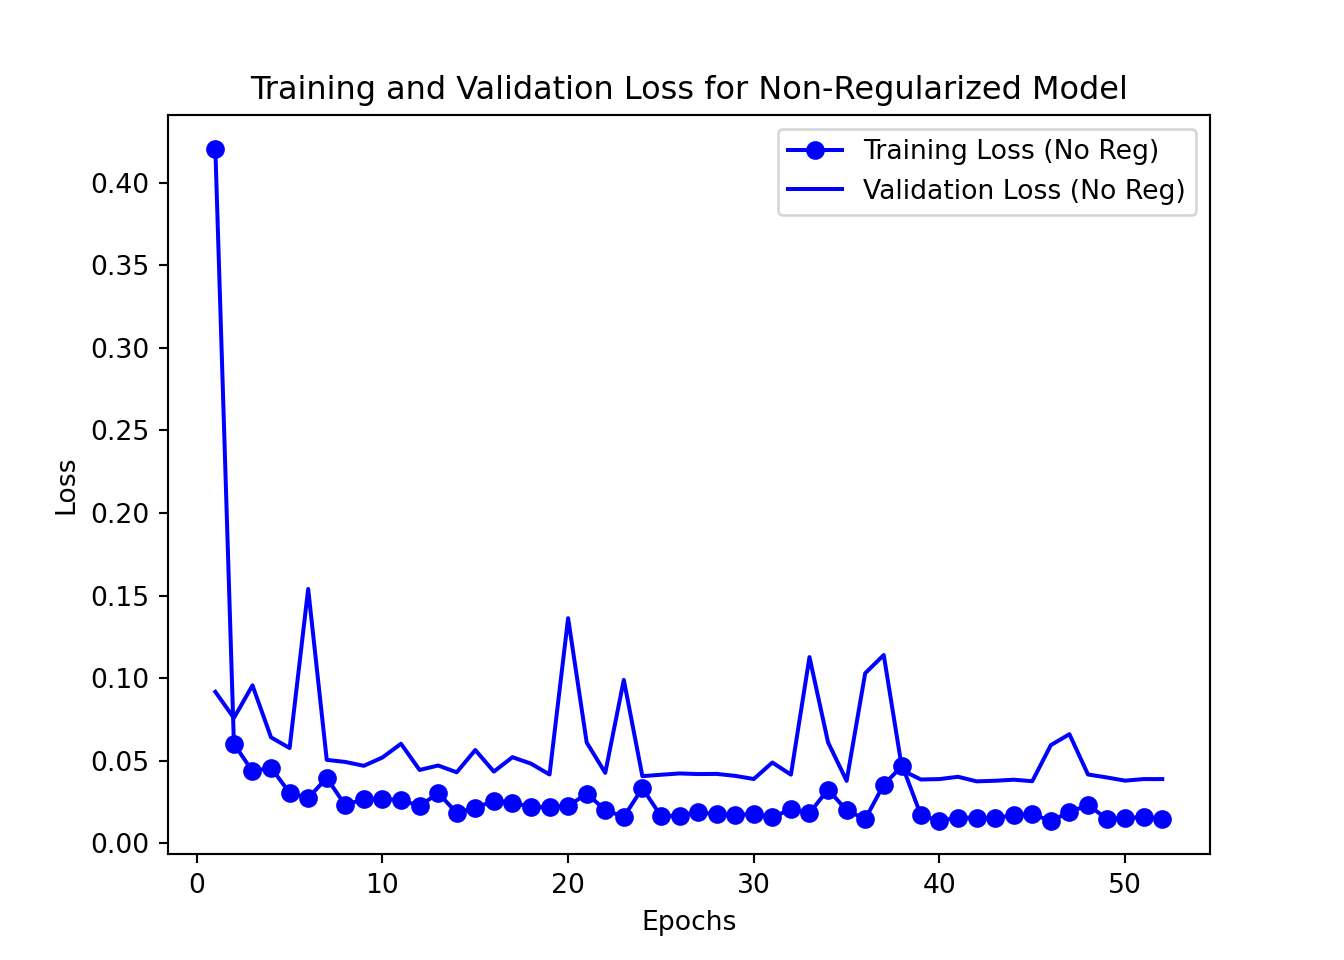 Training and Validation Loss for Non-Regularized Model
Training Loss (No Reg)
Validation Loss (No Reg)
0.40
0.35
0.30
0.25
0.20
0.15
0.10
0.05
0.00
Loss
0 10 20 30 40 50
Epochs